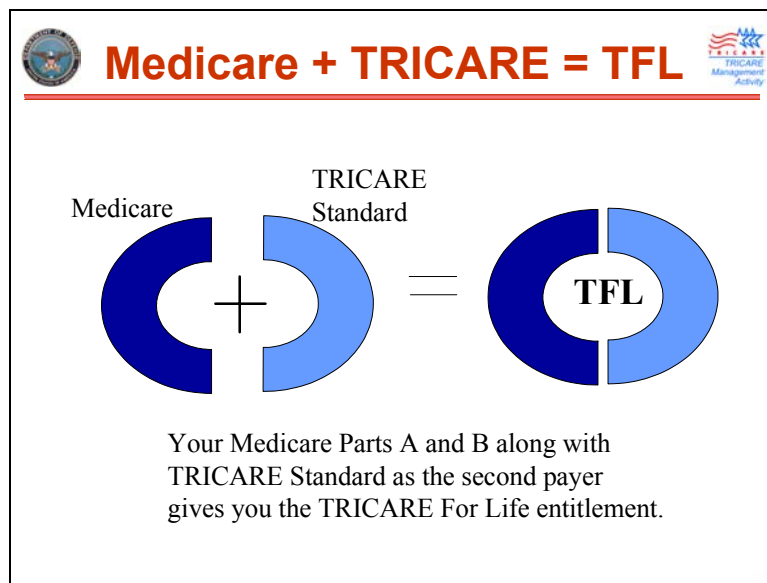 Medicare + TRICARE = TFL
TRICARE
TRICARE
Management
Activity
Medicare
TRICARE
Standard
+
=
TFL
Your Medicare Parts A and B along with
TRICARE Standard as the second payer
gives you the TRICARE For Life entitlement.